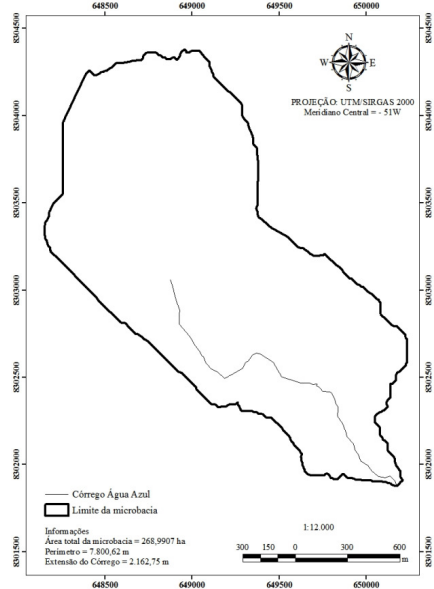 648500 649000 649500 650000
8304500
8304500
N
W E
S
PROJEÇÃO: UTM/SIRGAS 2000
Meridiano Central = - 51W
8304000
8304000
8303500
8303500
8303000
8303000
8302500
8302500
8302000
8302000
Córrego Água Azul
Limite da microbacia
Informações
Área total da microbacia = 268,9907 ha
Perímetro = 7.800,62 m
Extensão do Córrego = 2.162,75 m
1:12.000
300 150 0 300 600
m
8301500
8301500
648500 649000 649500 650000